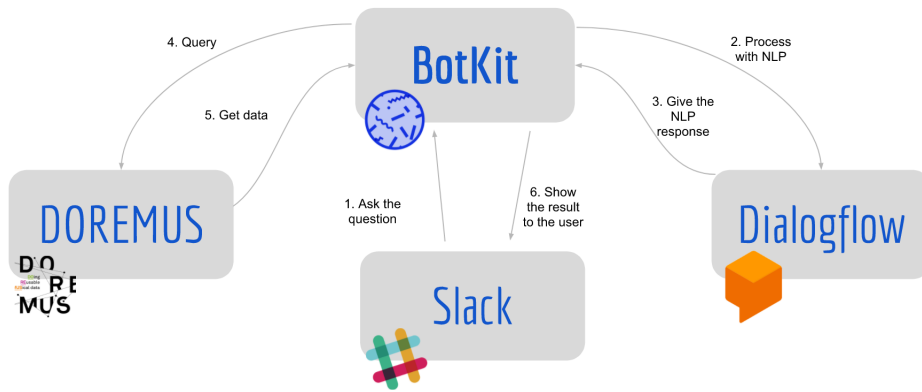 4. Query
BotKit
2. Process
with NLP
5. Get data
3. Give the
NLP
response
1. Ask the
question
6. Show
the result
to the user
DOREMUS
Dialogflow
Slack
DO
RE
MUS